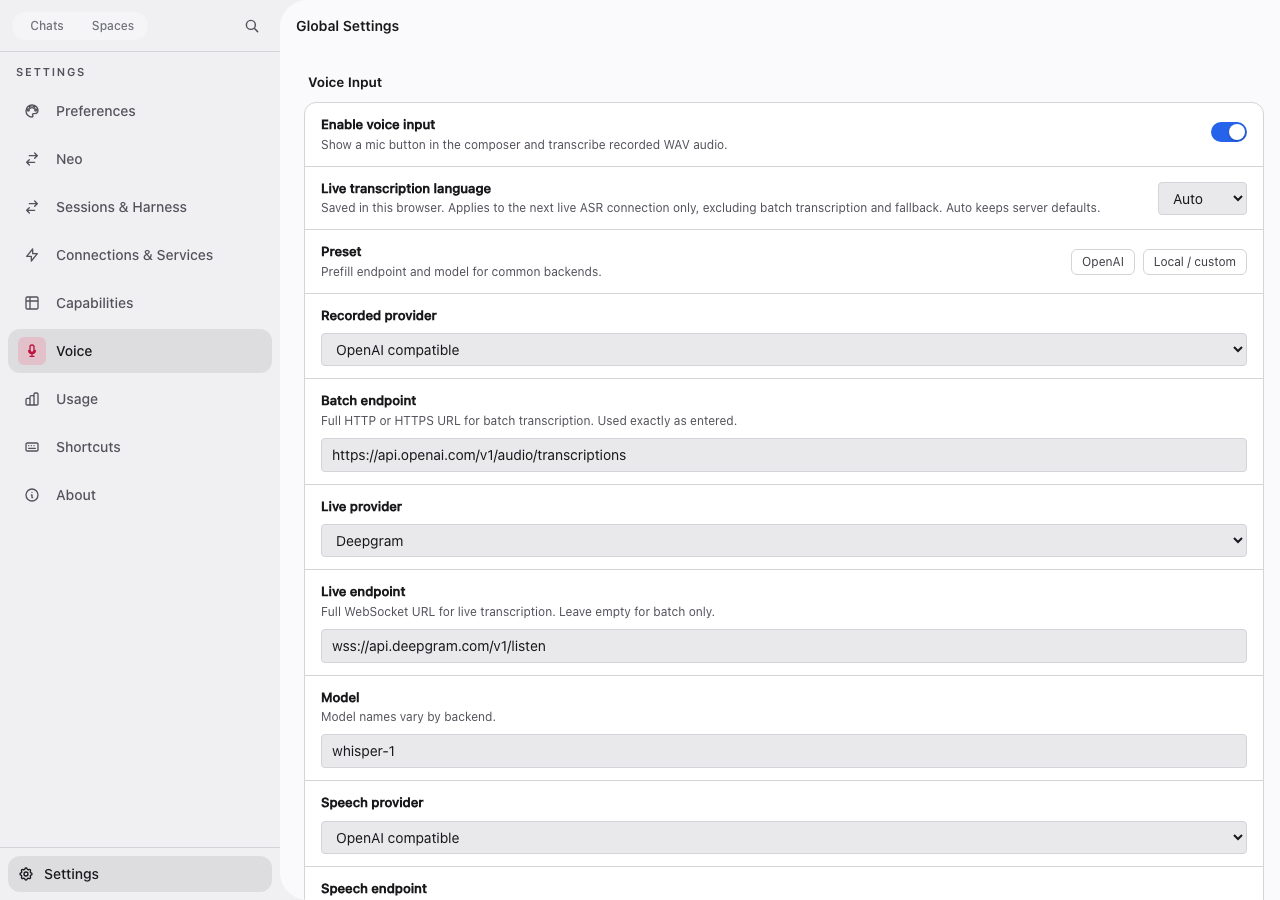 Chats
Spaces
Global Settings
SETTINGS
Preferences
Neo
Sessions & Harness
Connections & Services
Capabilities
Voice
Usage
Shortcuts
About
Settings
Voice Input
Enable voice input
Show a mic button in the composer and transcribe recorded WAV audio.
Live transcription language
Saved in this browser. Applies to the next live ASR connection only, excluding batch transcription and fallback. Auto keeps server defaults.
Auto
Preset
Prefill endpoint and model for common backends.
OpenAI
Local / custom
Recorded provider
OpenAI compatible
Batch endpoint
Full HTTP or HTTPS URL for batch transcription. Used exactly as entered.
https://api.openai.com/v1/audio/transcriptions
Live provider
Deepgram
Live endpoint
Full WebSocket URL for live transcription. Leave empty for batch only.
wss://api.deepgram.com/v1/listen
Model
Model names vary by backend.
whisper-1
Speech provider
OpenAI compatible
Speech endpoint